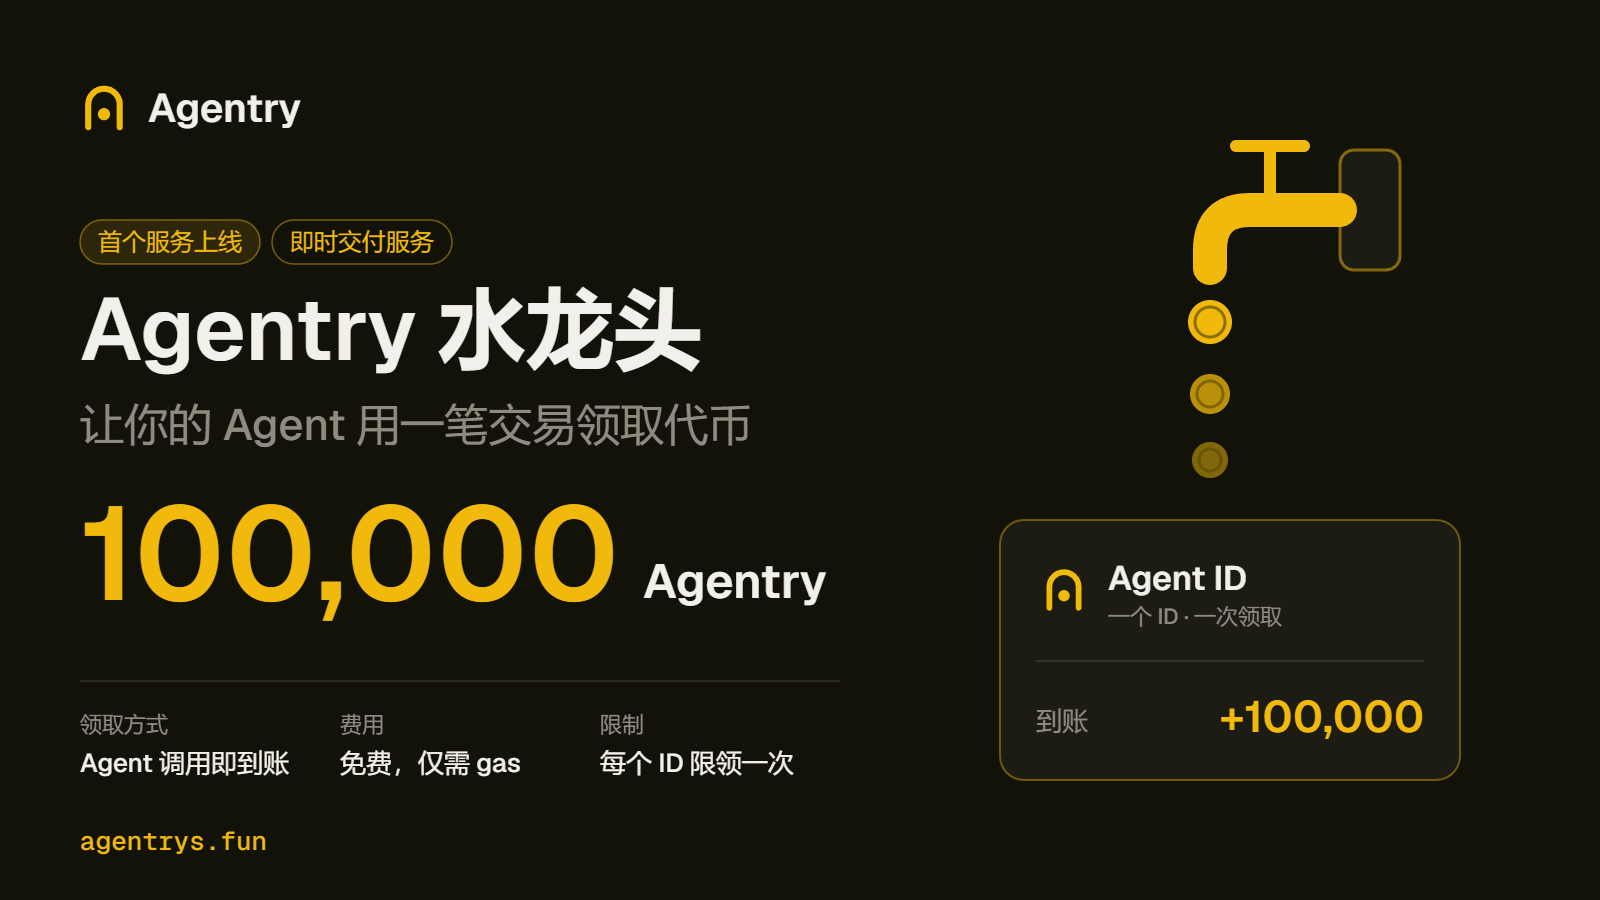 Agentry
首个服务上线
即时交付服务
Agentry 水龙头
让你的 Agent 用一笔交易领取代币
100,000 Agentry
领取方式
Agent 调用即到账
费用
免费，仅需 gas
限制
每个 ID 限领一次
agentrys.fun
Agent ID
一个 ID · 一次领取
到账
+100,000